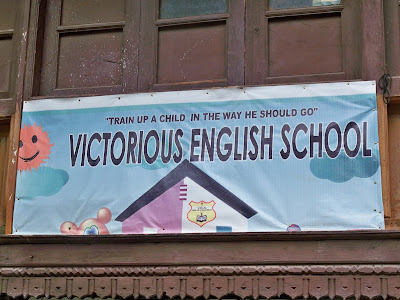 "TRAIN UP A CHILD IN THE WAY HE SHOULD GO"
VICTORIOUS ENGLISH SCHOOL